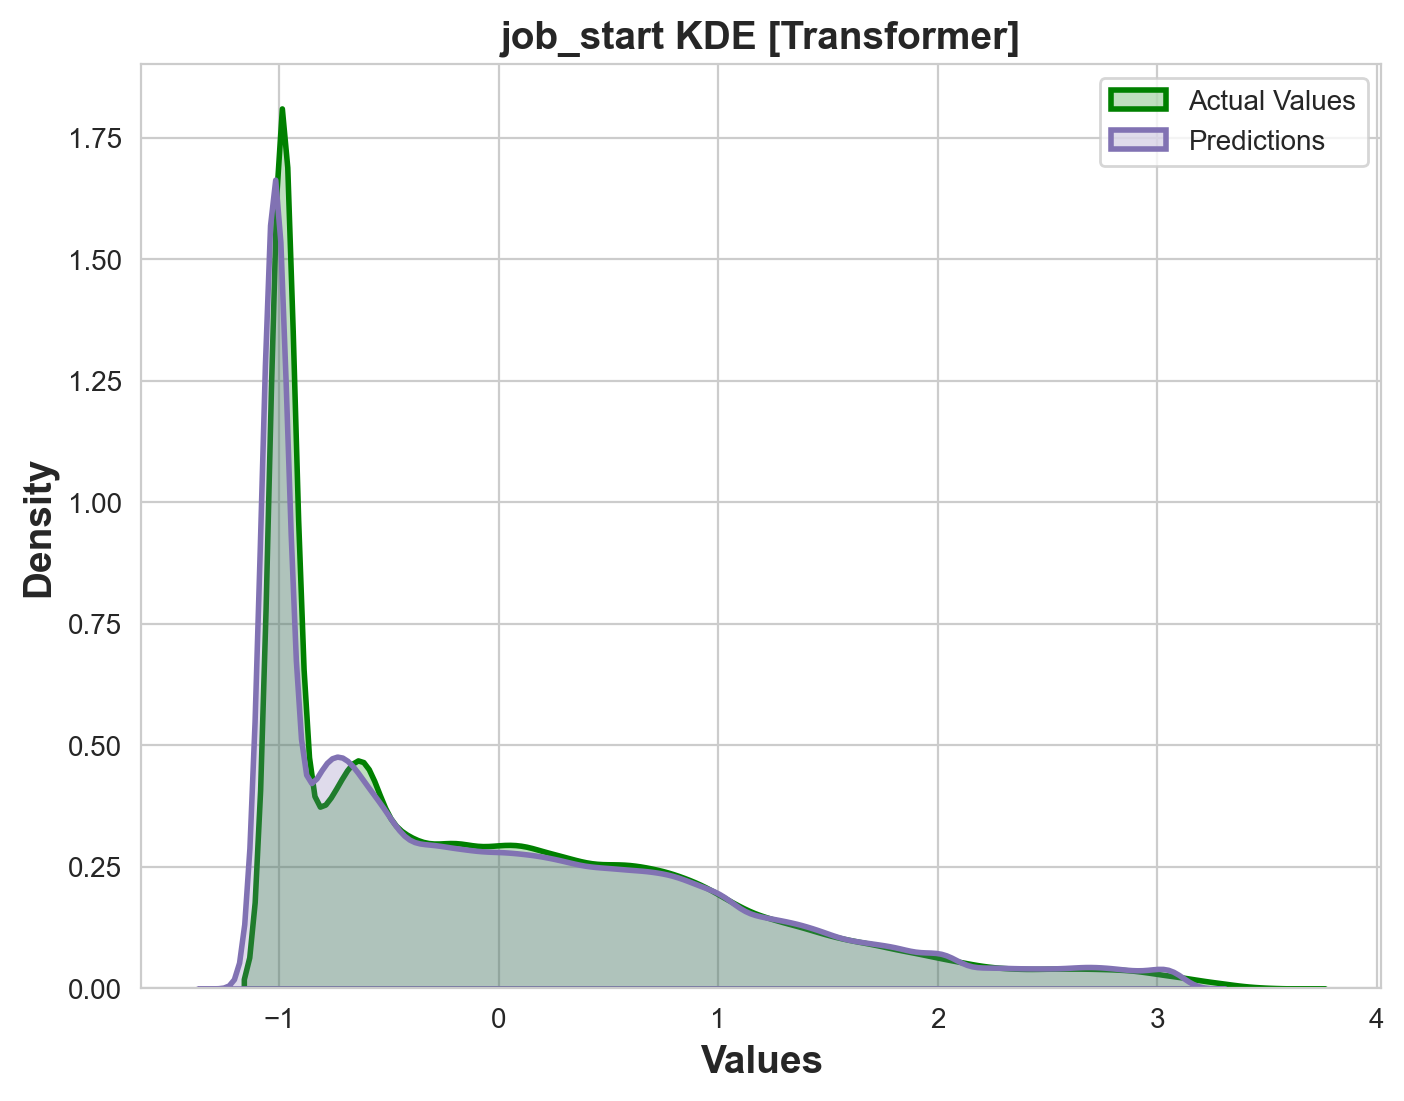 job_start KDE [Transformer]
Actual Values
Predictions
1.75
1.50
1.25
1.00
0.75
0.50
0.25
0.00
Density
−1 0 1 2 3 4
Values